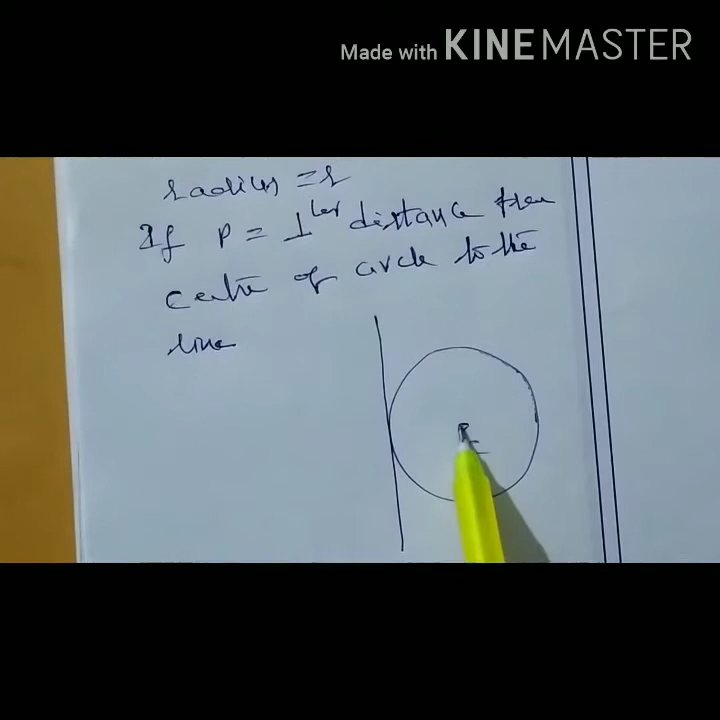 Made with KINEMASTER
radius = r
If P = ⊥ler distance from
centre of circle to the
line
C